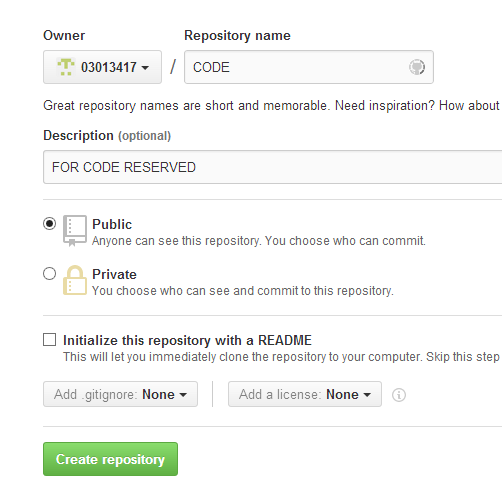 Owner Repository name
03013417 / CODE
Great repository names are short and memorable. Need inspiration? How about
Description (optional)
FOR CODE RESERVED
Public
Anyone can see this repository. You choose who can commit.
Private
You choose who can see and commit to this repository.
Initialize this repository with a README
This will let you immediately clone the repository to your computer. Skip this step
Add .gitignore: None Add a license: None
Create repository